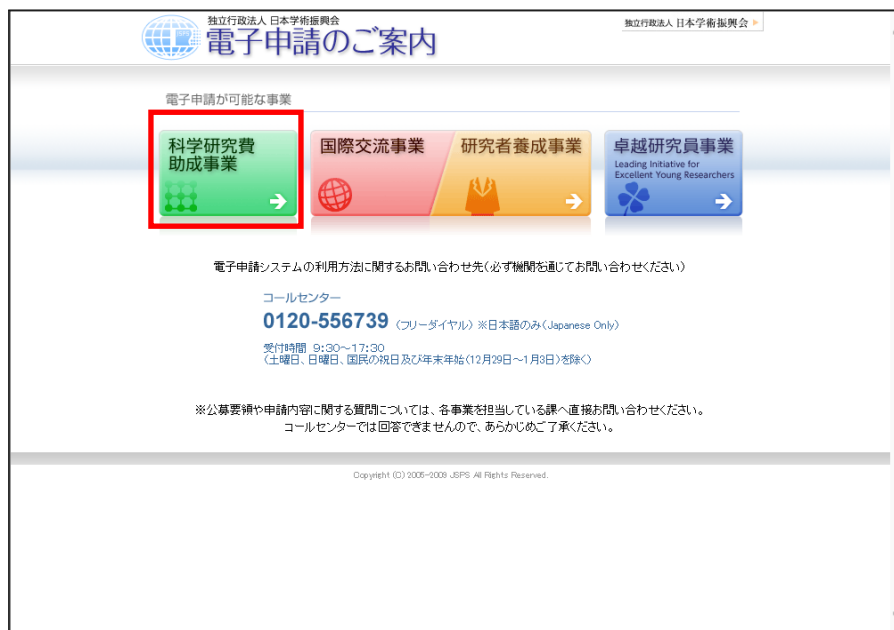 独立行政法人 日本学術振興会
電子申請のご案内
独立行政法人 日本学術振興会
電子申請が可能な事業
科学研究費
助成事業
国際交流事業
研究者養成事業
卓越研究員事業
Leading Initiative for
Excellent Young Researchers
電子申請システムの利用方法に関するお問い合わせ先(必ず機関を通じてお問い合わせください)
コールセンター
0120-556739 (フリーダイヤル) ※日本語のみ(Japanese Only)
受付時間 9:30~17:30
(土曜日、日曜日、国民の祝日及び年末年始(12月29日~1月3日)を除く)
※公募要領や申請内容に関する質問については、各事業を担当している課へ直接お問い合わせください。
コールセンターでは回答できませんので、あらかじめご了承ください。
Copyright (C) 2005-2009 JSPS All Rights Reserved.